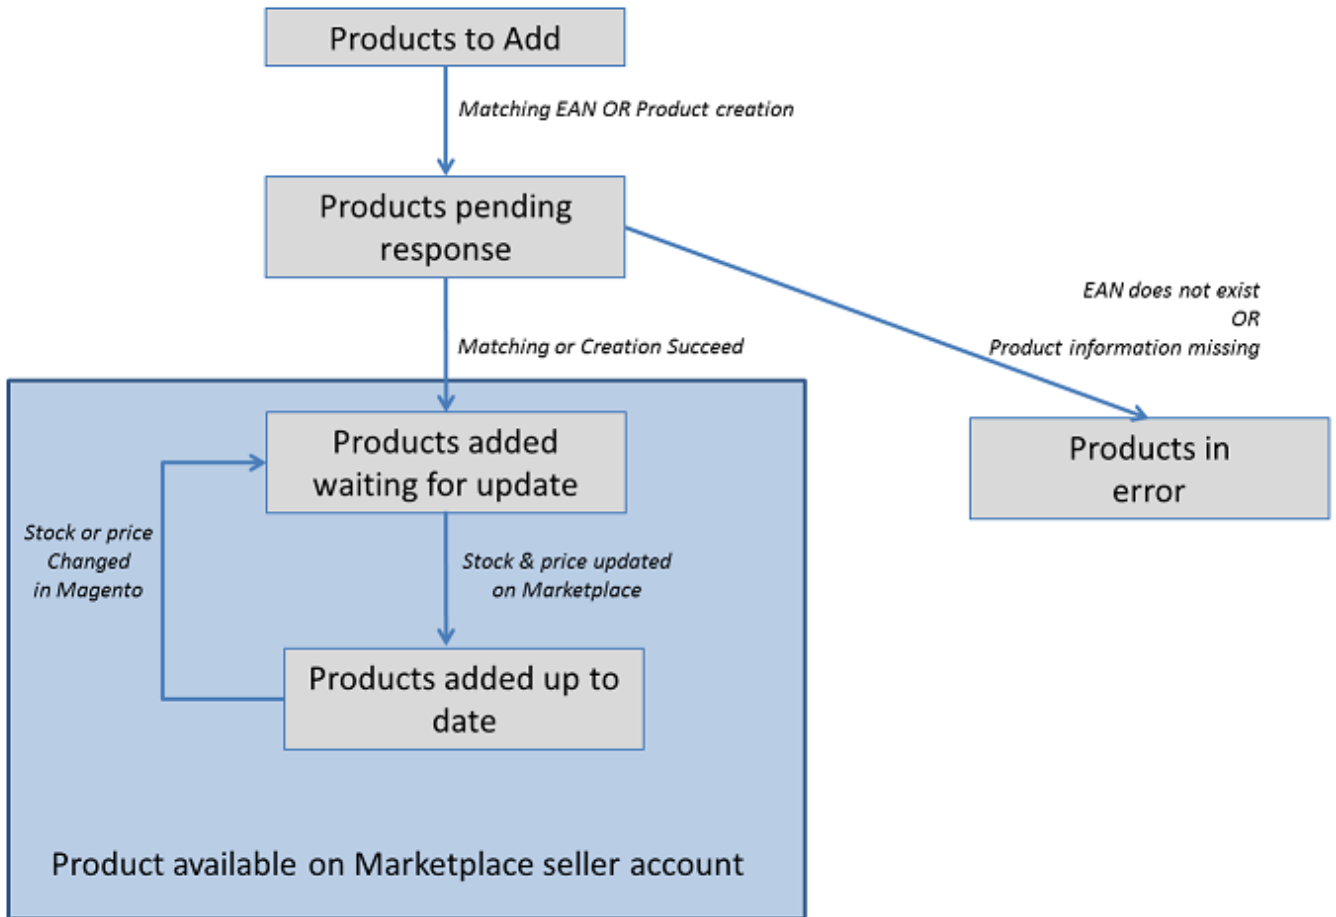 Products to Add
Matching EAN OR Product creation
Products pending
response
EAN does not exist
OR
Product information missing
Matching or Creation Succeed
Products added
waiting for update
Products in
error
Stock or price
Changed
in Magento
Stock & price updated
on Marketplace
Products added up to
date
Product available on Marketplace seller account